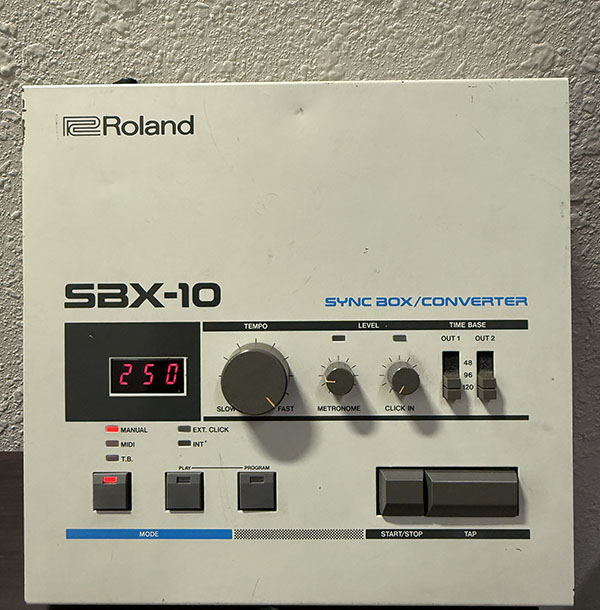 Roland
SBX-10
SYNC BOX/CONVERTER
TEMPO LEVEL TIME BASE
OUT 1 OUT 2
250
48
96
120
SLOW FAST METRONOME CLICK IN
MANUAL EXT. CLICK
MIDI INT
T.B.
PLAY PROGRAM
MODE START/STOP TAP